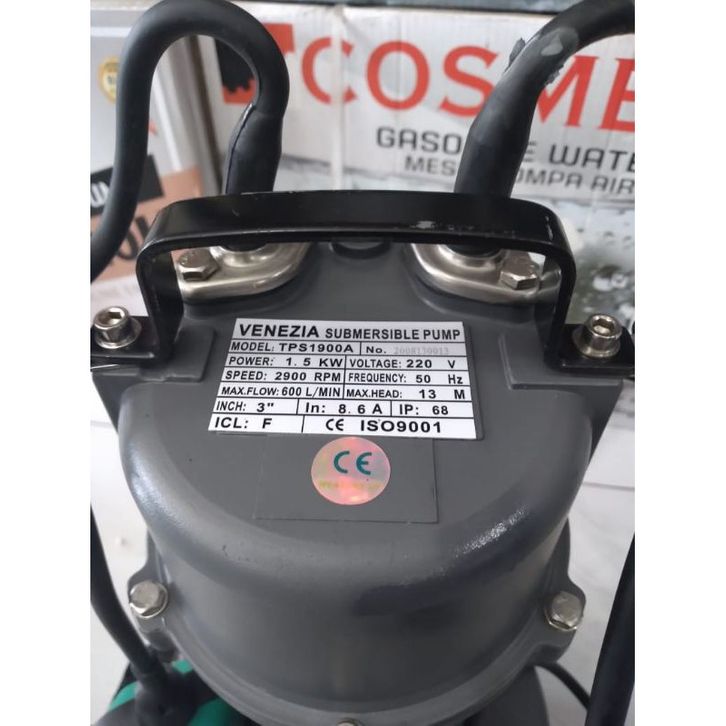 COSME
GASO E WATE
MES OMPA AIR
VENEZIA SUBMERSIBLE PUMP
MODEL: TPS1900A No. 2008130013
POWER: 1.5 KW VOLTAGE: 220 V
SPEED: 2900 RPM FREQUENCY: 50 Hz
MAX.FLOW: 600 L/MIN MAX.HEAD: 13 M
INCH: 3" In: 8.6 A IP: 68
ICL: F CE ISO9001
CE